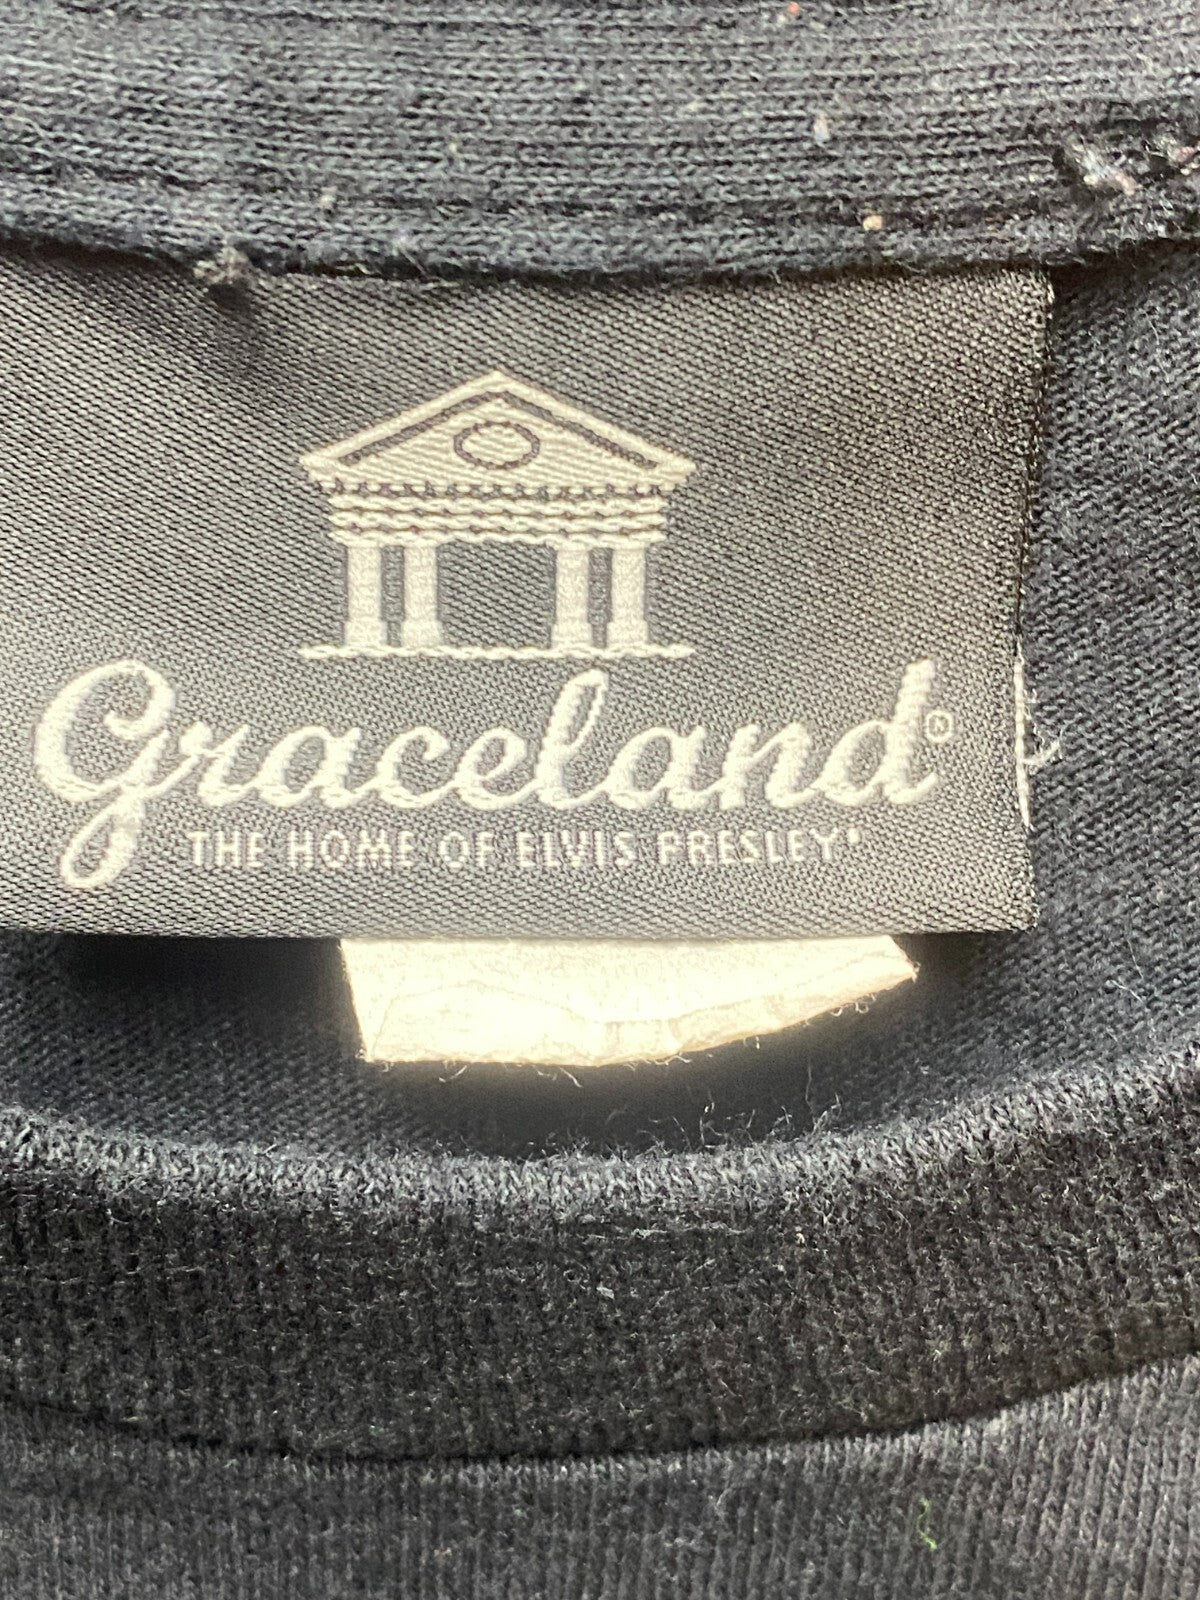 Graceland®
THE HOME OF ELVIS PRESLEY®